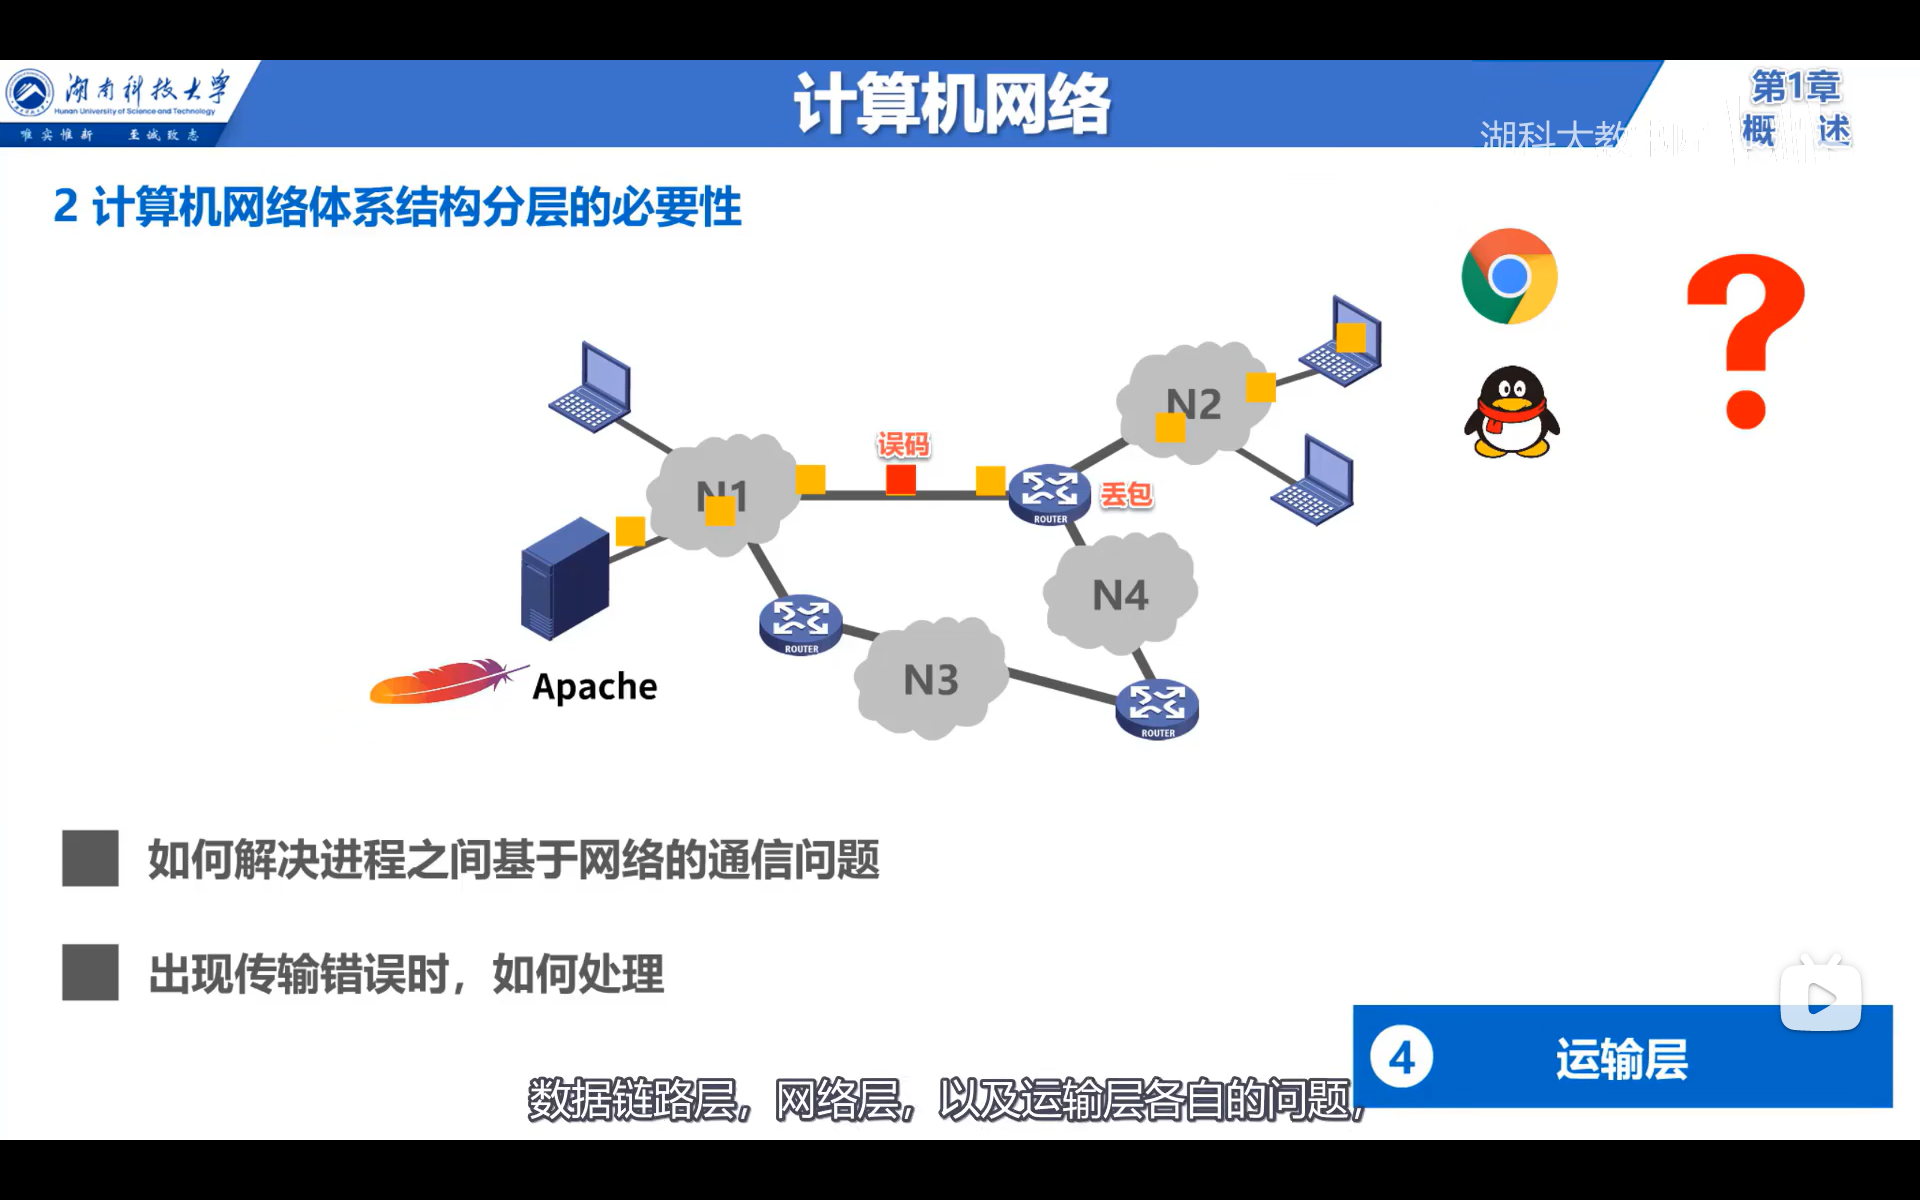 湖南科技大学
Hunan University of Science and Technology
唯实惟新 至诚致志
计算机网络
第1章
概 述
湖科大教
2 计算机网络体系结构分层的必要性
N1
误码
N2
丢包
ROUTER
N4
ROUTER
N3
ROUTER
Apache
如何解决进程之间基于网络的通信问题
出现传输错误时，如何处理
4 运输层
数据链路层，网络层，以及运输层各自的问题，